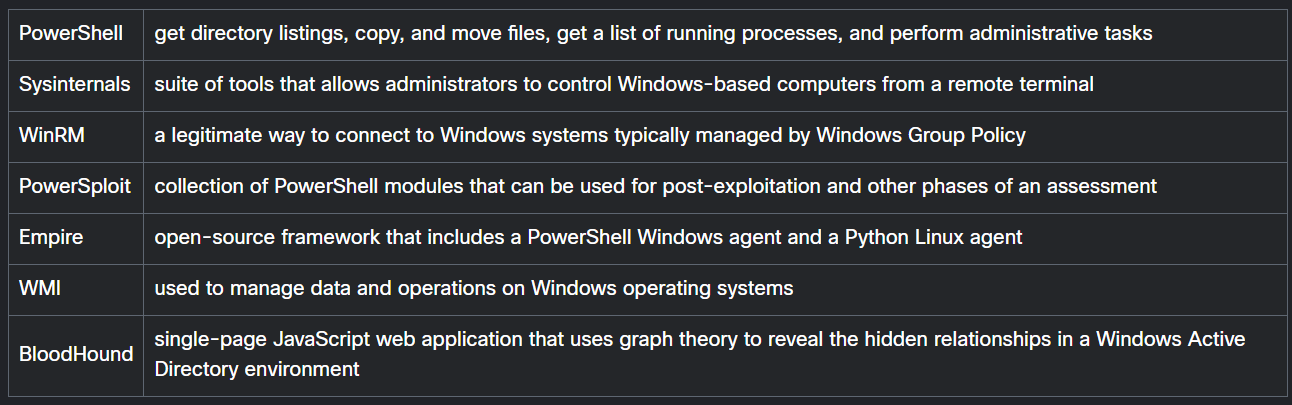 PowerShell get directory listings, copy, and move files, get a list of running processes, and perform administrative tasks
Sysinternals suite of tools that allows administrators to control Windows-based computers from a remote terminal
WinRM a legitimate way to connect to Windows systems typically managed by Windows Group Policy
PowerSploit collection of PowerShell modules that can be used for post-exploitation and other phases of an assessment
Empire open-source framework that includes a PowerShell Windows agent and a Python Linux agent
WMI used to manage data and operations on Windows operating systems
BloodHound single-page JavaScript web application that uses graph theory to reveal the hidden relationships in a Windows Active
Directory environment